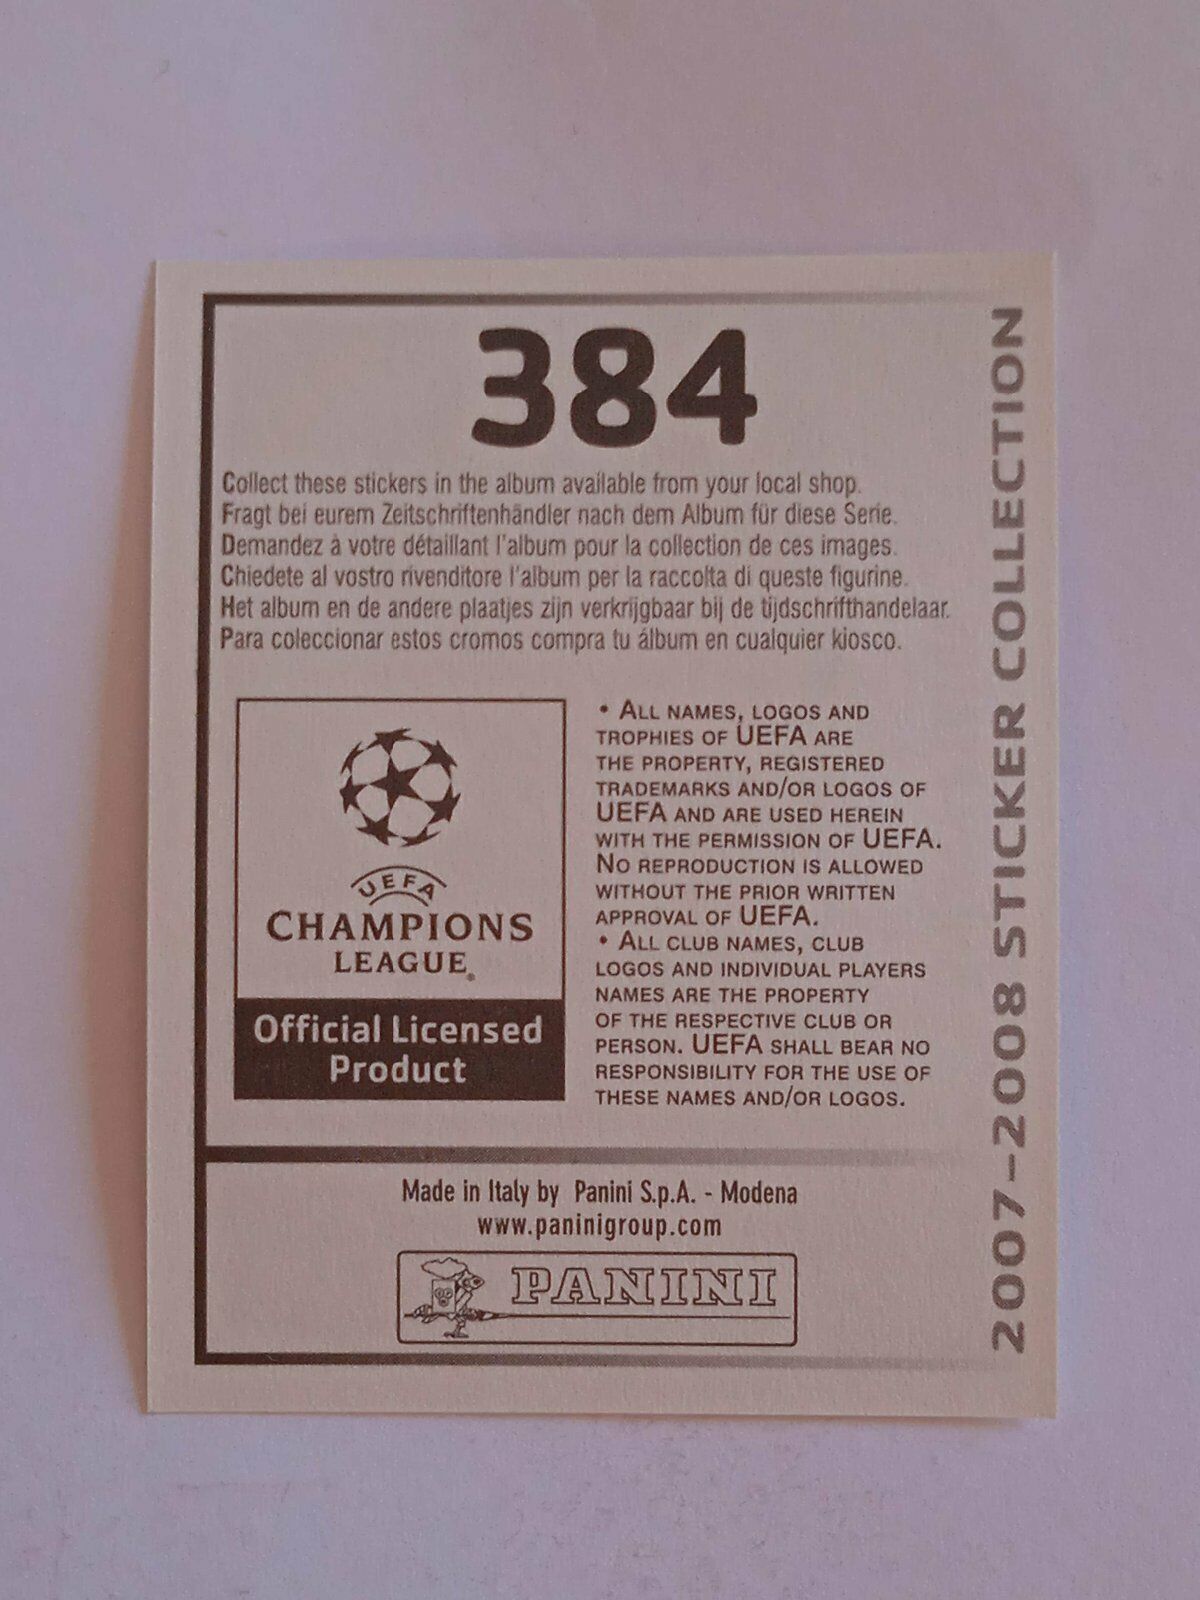 384
Collect these stickers in the album available from your local shop.
Fragt bei eurem Zeitschriftenhändler nach dem Album für diese Serie.
Demandez à votre détaillant l'album pour la collection de ces images.
Chiedete al vostro rivenditore l'album per la raccolta di queste figurine.
Het album en de andere plaatjes zijn verkrijgbaar bij de tijdschrifthandelaar.
Para coleccionar estos cromos compra tu álbum en cualquier kiosco.
UEFA
CHAMPIONS
LEAGUE®
Official Licensed
Product
• ALL NAMES, LOGOS AND
TROPHIES OF UEFA ARE
THE PROPERTY, REGISTERED
TRADEMARKS AND/OR LOGOS OF
UEFA AND ARE USED HEREIN
WITH THE PERMISSION OF UEFA.
NO REPRODUCTION IS ALLOWED
WITHOUT THE PRIOR WRITTEN
APPROVAL OF UEFA.
• ALL CLUB NAMES, CLUB
LOGOS AND INDIVIDUAL PLAYERS
NAMES ARE THE PROPERTY
OF THE RESPECTIVE CLUB OR
PERSON. UEFA SHALL BEAR NO
RESPONSIBILITY FOR THE USE OF
THESE NAMES AND/OR LOGOS.
Made in Italy by Panini S.p.A. - Modena
www.paninigroup.com
PANINI
2007-2008 STICKER COLLECTION